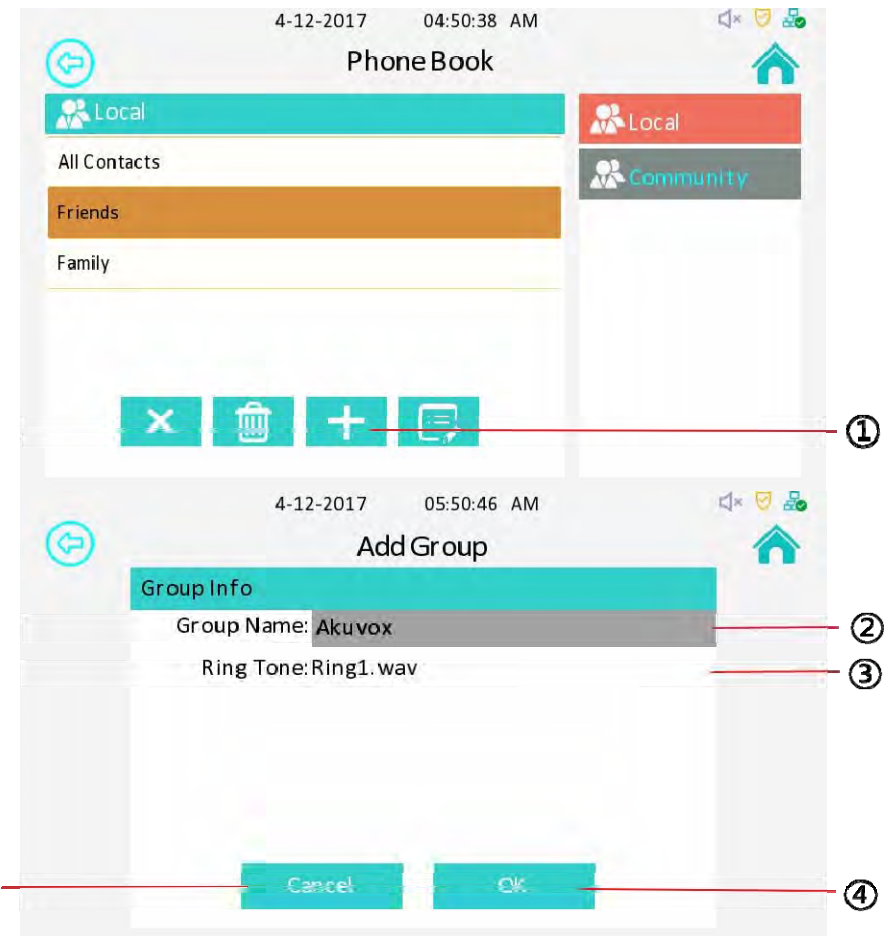 4-12-2017 04:50:38 AM
Phone Book
Local
Local
All Contacts
Community
Friends
Family
①
4-12-2017 05:50:46 AM
Add Group
Group Info
Group Name: Akuvox
②
Ring Tone: Ring1.wav
③
Cancel OK
④